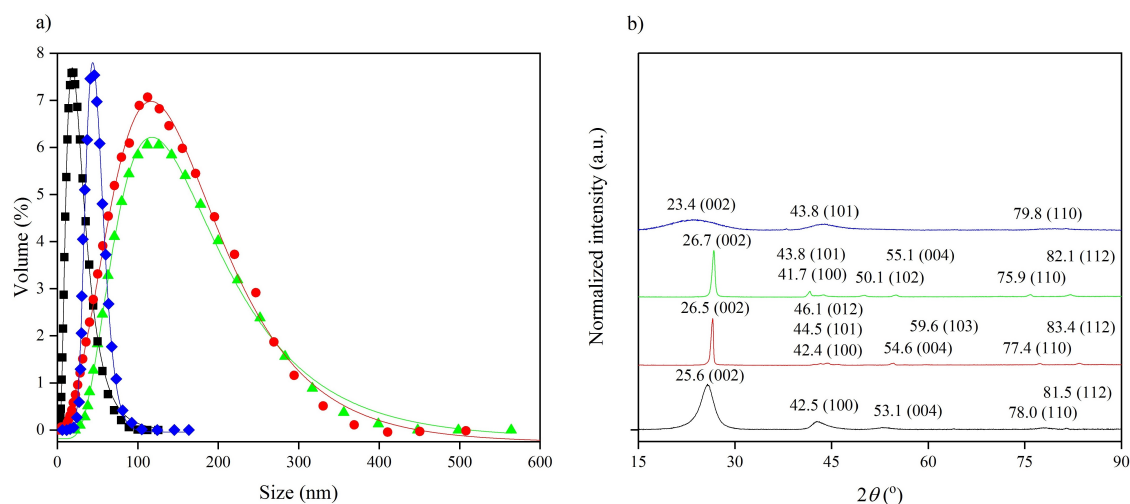 a)
8
7
6
5
4
3
2
1
0
Volume (%)
0 100 200 300 400 500 600
Size (nm)
b)
Normalized intensity (a.u.)
23.4 (002) 43.8 (101) 79.8 (110)
26.7 (002) 43.8 (101) 55.1 (004) 82.1 (112)
41.7 (100) 50.1 (102) 75.9 (110)
26.5 (002) 46.1 (012)
44.5 (101) 59.6 (103) 83.4 (112)
42.4 (100) 54.6 (004) 77.4 (110)
25.6 (002)
81.5 (112)
42.5 (100) 53.1 (004) 78.0 (110)
15 30 45 60 75 90
2θ (°)